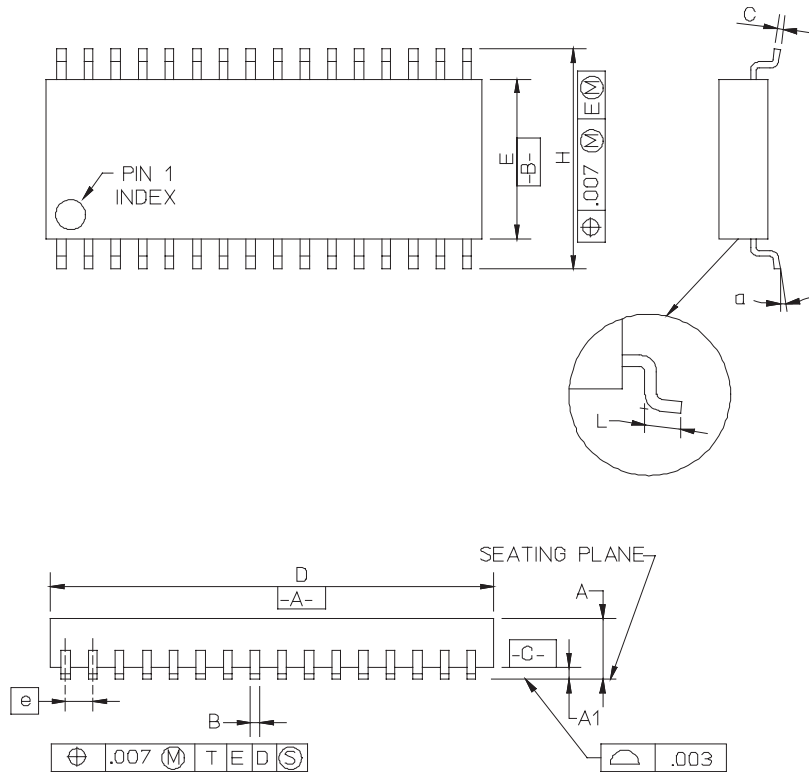 C
PIN 1
INDEX
E
-B-
H
⌖ .007 Ⓜ E Ⓜ
α
L
SEATING PLANE
D
-A-
A
-C-
e
B
A1
⌖ .007 Ⓜ T E D Ⓢ
⌓ .003